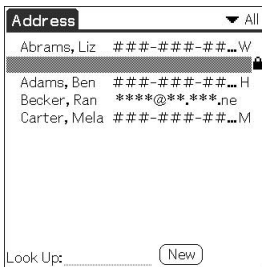 Address All
Abrams, Liz ###-###-##...W
Adams, Ben ###-###-##...H
Becker, Ran ****@**.***.ne
Carter, Mela ###-###-##...M
Look Up: New